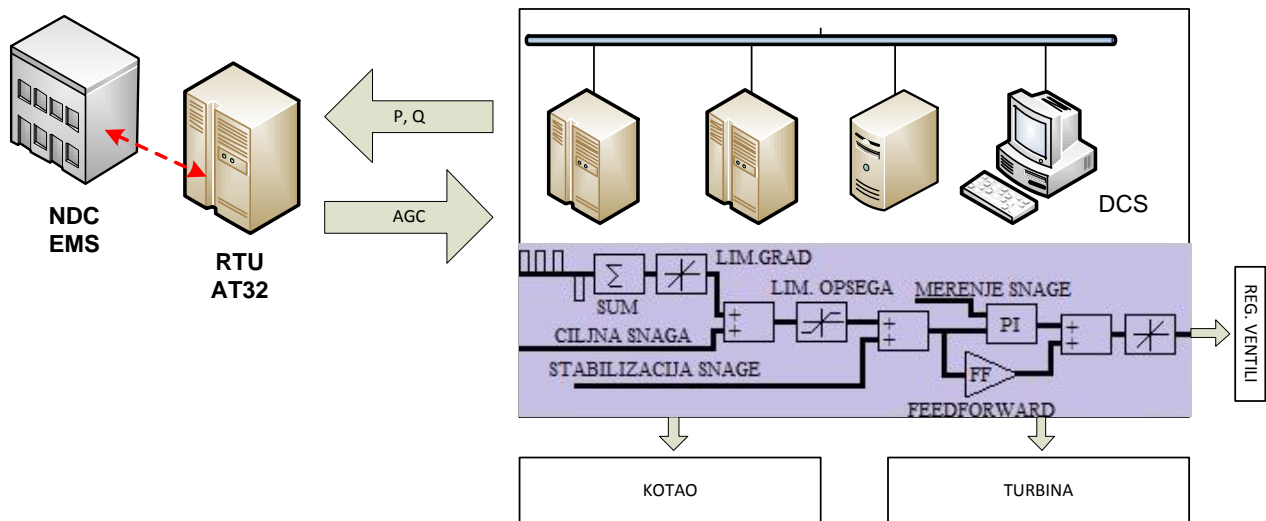 NDC
EMS
RTU
AT32
P, Q
AGC
DCS
LIM.GRAD
SUM
Σ
LIM. OPSEGA
+
+
CILJNA SNAGA
STABILIZACIJA SNAGE
+
+
MERENJE SNAGE
PI
FF
FEEDFORWARD
+
+
REG. VENTILI
KOTAO
TURBINA